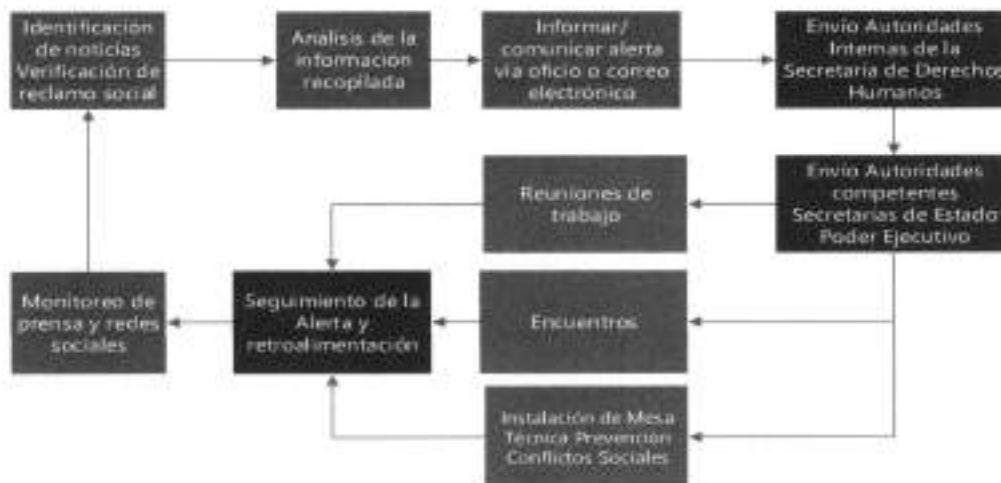 Identificación
de noticias
Verificación de
reclamo social
Análisis de la
información
recopilada
Informar/
comunicar alerta
vía oficio o correo
electrónico
Envío Autoridades
Internas de la
Secretaría de Derechos
Humanos
Envío Autoridades
competentes
Secretarías de Estado
Poder Ejecutivo
Reuniones de
trabajo
Monitoreo de
prensa y redes
sociales
Seguimiento de la
Alerta y
retroalimentación
Encuentros
Instalación de Mesa
Técnica Prevención
Conflictos Sociales